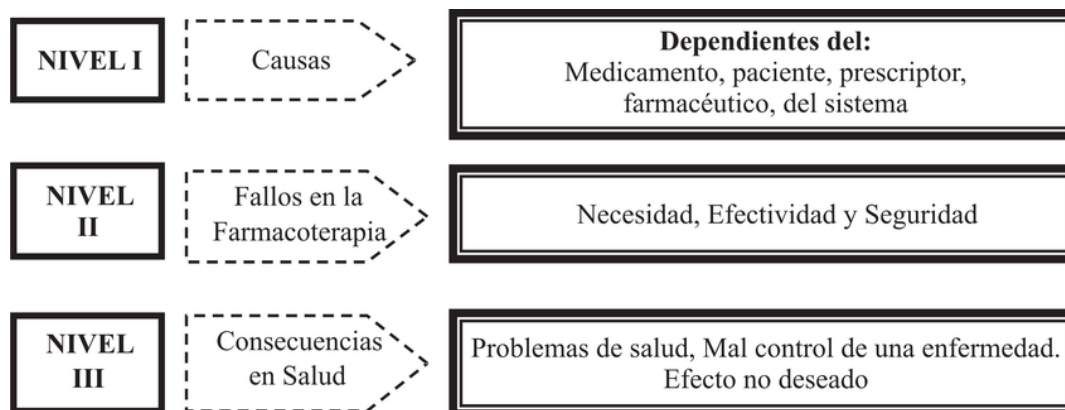 NIVEL I
Causas
Dependientes del:
Medicamento, paciente, prescriptor,
farmacéutico, del sistema
NIVEL
II
Fallos en la
Farmacoterapia
Necesidad, Efectividad y Seguridad
NIVEL
III
Consecuencias
en Salud
Problemas de salud, Mal control de una enfermedad.
Efecto no deseado